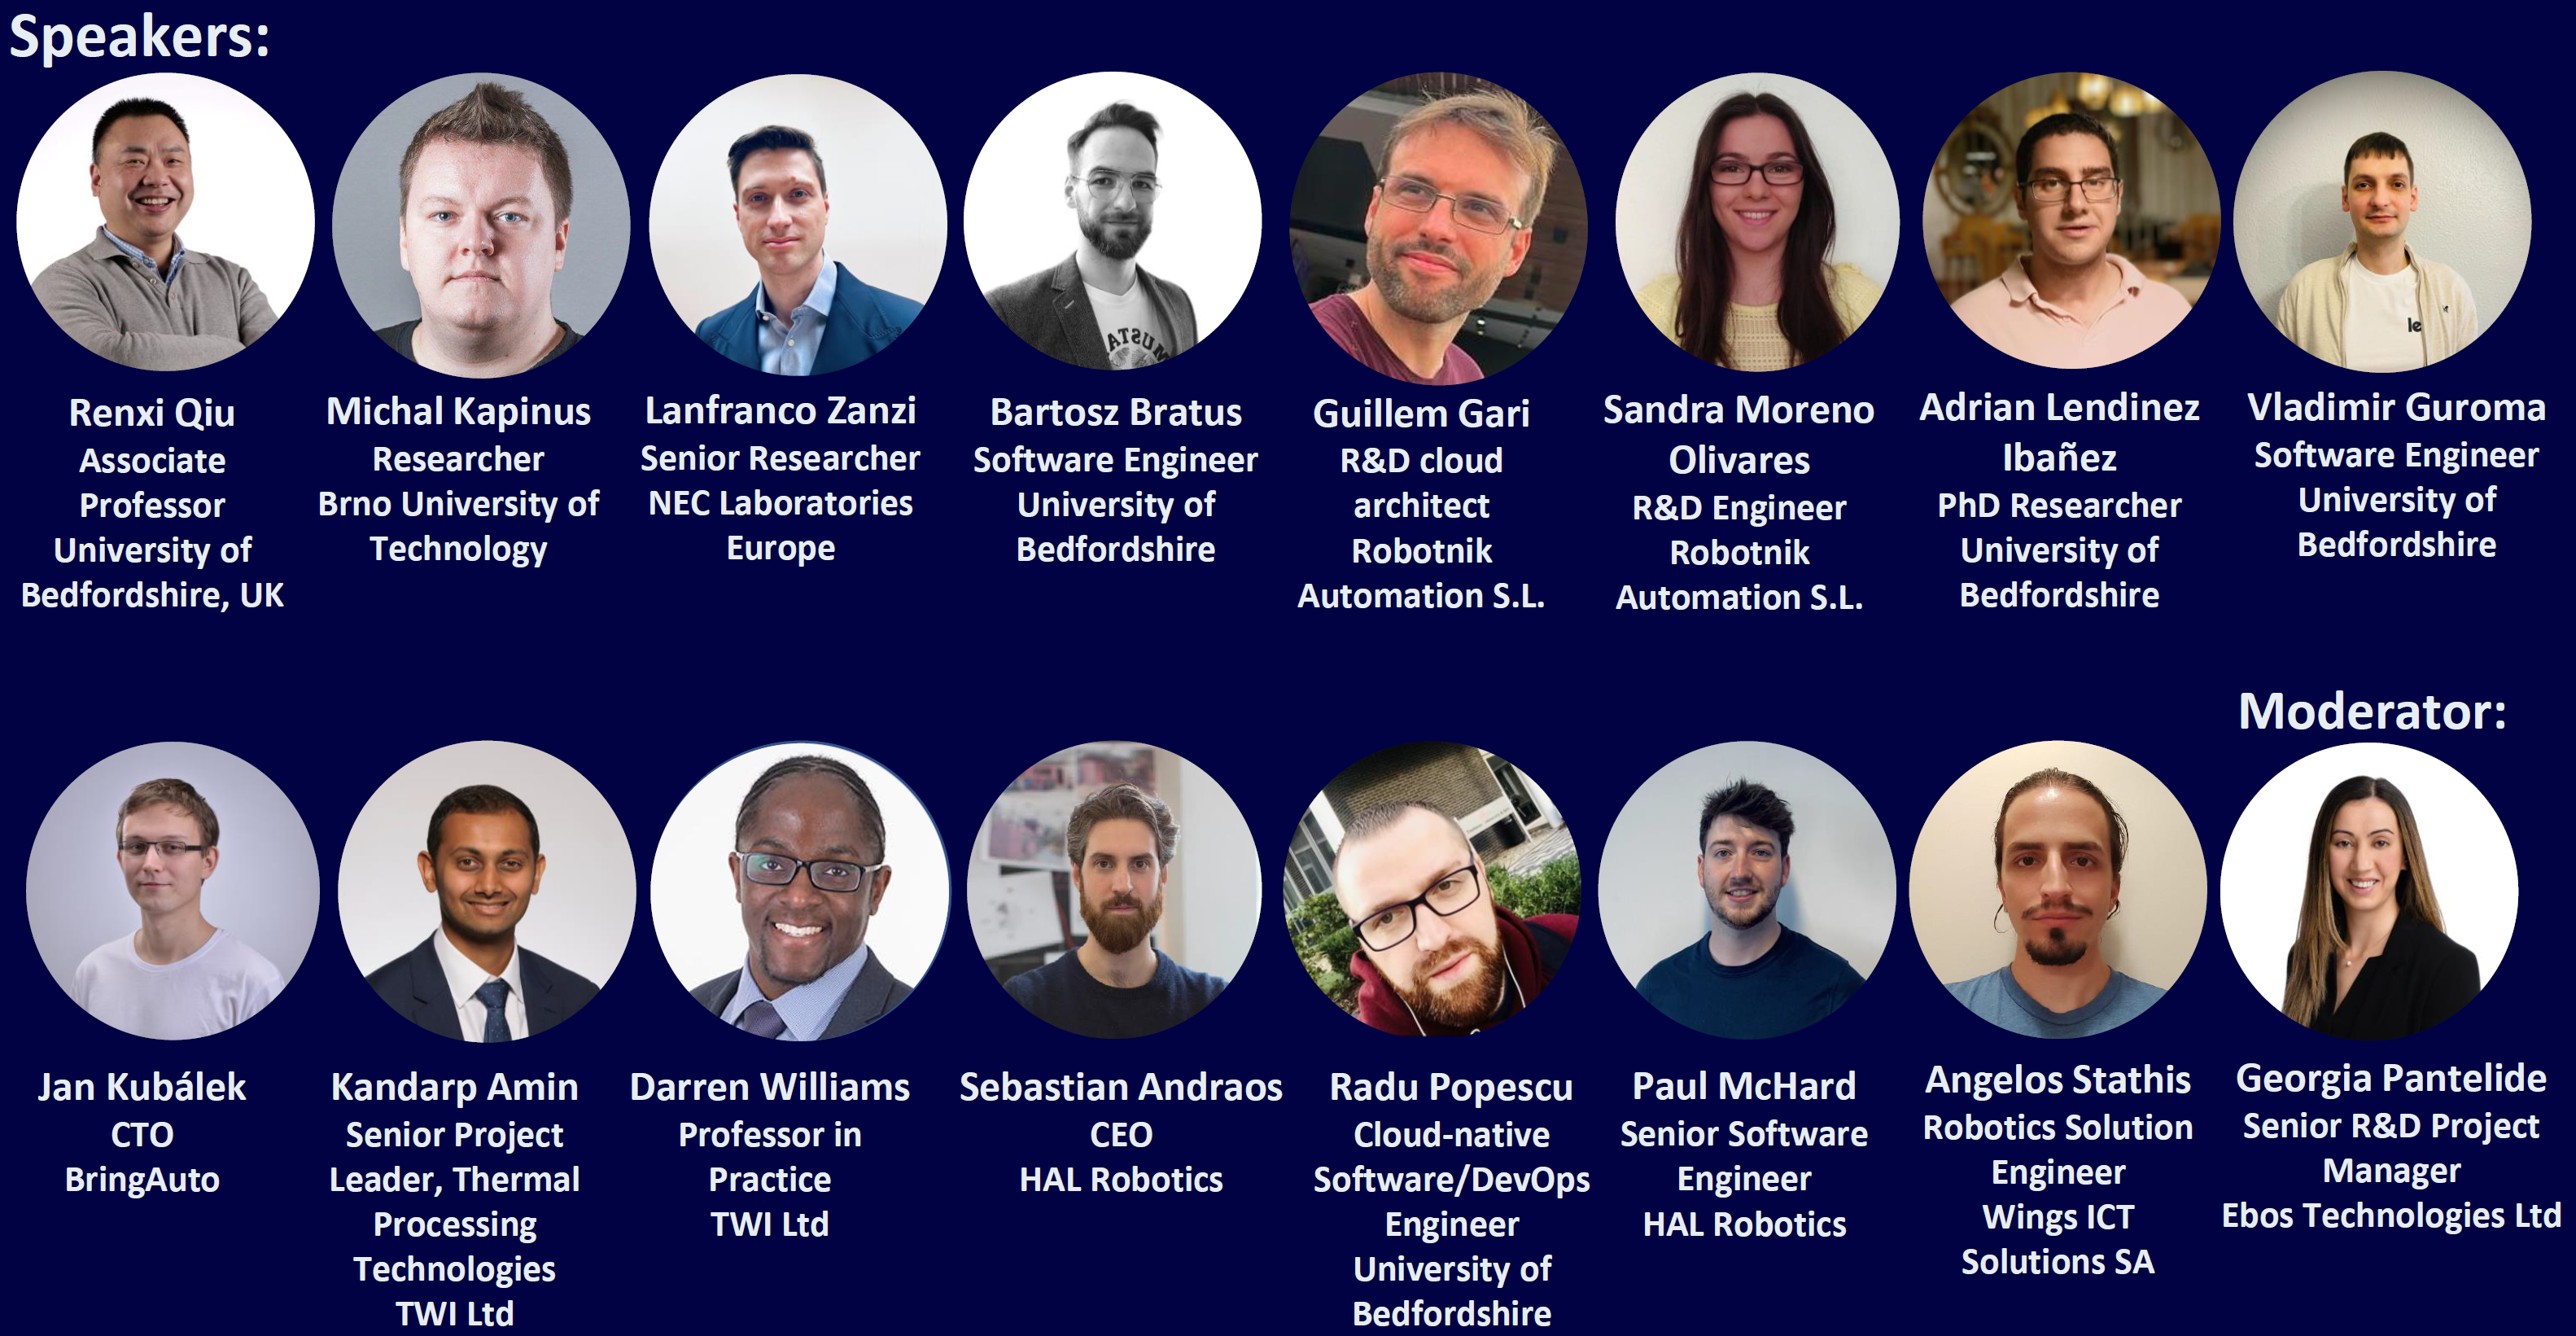 Speakers:
Renxi Qiu
Associate
Professor
University of
Bedfordshire, UK
Michal Kapinus
Researcher
Brno University of
Technology
Lanfranco Zanzi
Senior Researcher
NEC Laboratories
Europe
MUSTA
Bartosz Bratus
Software Engineer
University of
Bedfordshire
Guillem Gari
R&D cloud
architect
Robotnik
Automation S.L.
Sandra Moreno
Olivares
R&D Engineer
Robotnik
Automation S.L.
Adrian Lendinez
Ibañez
PhD Researcher
University of
Bedfordshire
le
Vladimir Guroma
Software Engineer
University of
Bedfordshire
Jan Kubálek
CTO
BringAuto
Kandarp Amin
Senior Project
Leader, Thermal
Processing
Technologies
TWI Ltd
Darren Williams
Professor in
Practice
TWI Ltd
Sebastian Andraos
CEO
HAL Robotics
Radu Popescu
Cloud-native
Software/DevOps
Engineer
University of
Bedfordshire
Paul McHard
Senior Software
Engineer
HAL Robotics
Angelos Stathis
Robotics Solution
Engineer
Wings ICT
Solutions SA
Moderator:
Georgia Pantelide
Senior R&D Project
Manager
Ebos Technologies Ltd